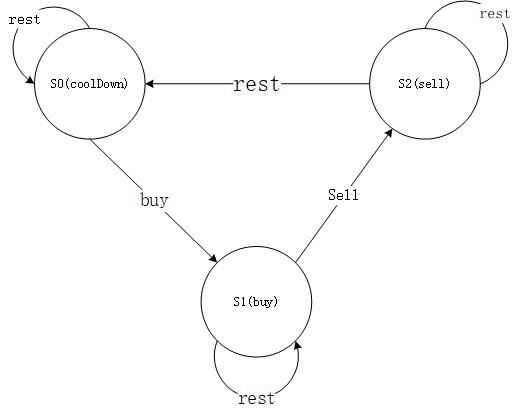 rest
rest
S0(coolDown)
rest
S2(sell)
buy
Sell
S1(buy)
rest